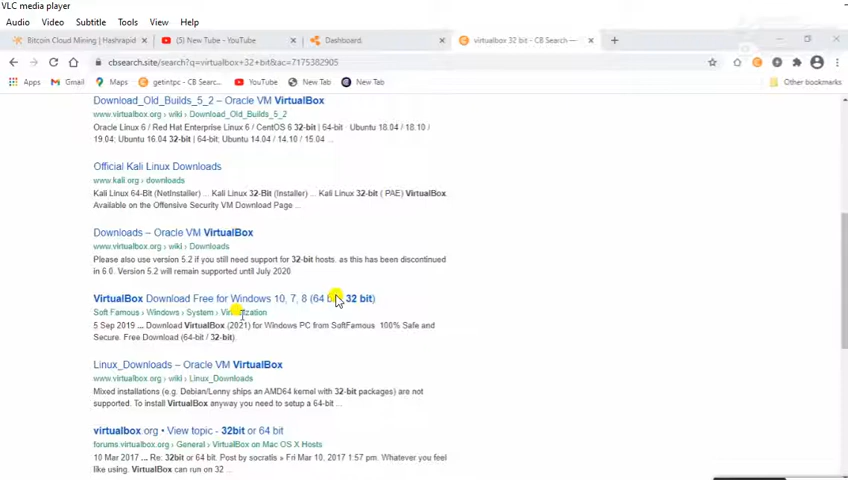 VLC media player
Audio Video Subtitle Tools View Help
Bitcoin Cloud Mining | Hashrapid (5) New Tube - YouTube Dashboard virtualbox 32 bit - CB Search —
cbsearch.site/search?q=virtualbox+32+bit&ac=7175382905
Apps Gmail Maps getintpc - CB Sear... YouTube New Tab New Tab Other bookmarks
Download_Old_Builds_5_2 – Oracle VM VirtualBox
www.virtualbox.org › wiki › Download_Old_Builds_5_2
Oracle Linux 6 / Red Hat Enterprise Linux 6 / CentOS 6 32-bit | 64-bit · Ubuntu 18.04 / 18.10 /
19.04; Ubuntu 16.04 32-bit | 64-bit; Ubuntu 14.04 / 14.10 / 15.04 ...
Official Kali Linux Downloads
www.kali.org › downloads
Kali Linux 64-Bit (NetInstaller) ... Kali Linux 32-Bit (Installer) ... Kali Linux 32-bit ( PAE) VirtualBox
Available on the Offensive Security VM Download Page ...
Downloads – Oracle VM VirtualBox
www.virtualbox.org › wiki › Downloads
Please also use version 5.2 if you still need support for 32-bit hosts, as this has been discontinued
in 6.0. Version 5.2 will remain supported until July 2020
VirtualBox Download Free for Windows 10, 7, 8 (64 32 bit)
Soft Famous › Windows › System ›
5 Sep 2019 ... Download VirtualBox (2021) for Windows PC from SoftFamous 100% Safe and
Secure. Free Download (64-bit / 32-bit).
Linux_Downloads – Oracle VM VirtualBox
www.virtualbox.org › wiki › Linux_Downloads
Mixed installations (e.g. Debian/Lenny ships an AMD64 kernel with 32-bit packages) are not
supported. To install VirtualBox anyway you need to setup a 64-bit ...
virtualbox.org • View topic - 32bit or 64 bit
forums.virtualbox.org › General › VirtualBox on Mac OS X Hosts
10 Mar 2017 ... Re: 32bit or 64 bit. Post by socratis » Fri Mar 10, 2017 1:57 pm. Whatever you feel
like using. VirtualBox can run on 32 ...